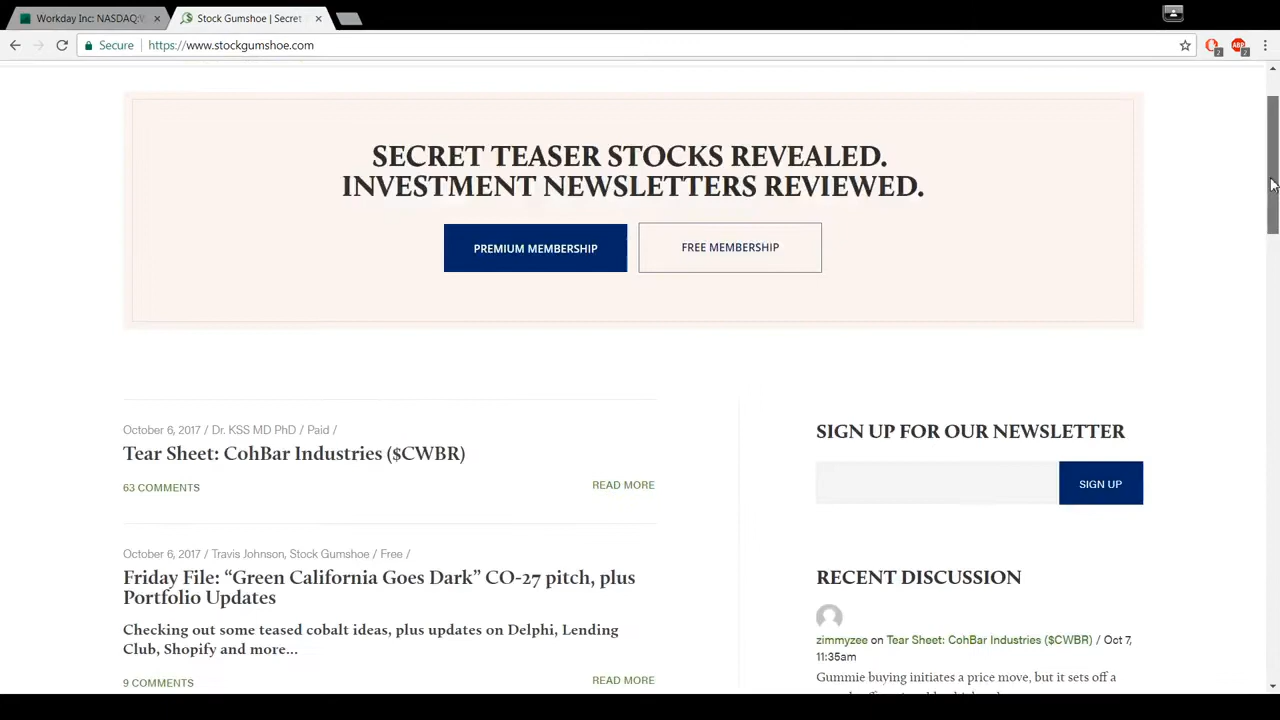 Workday Inc: NASDAQ:W
Stock Gumshoe | Secret
Secure https://www.stockgumshoe.com
SECRET TEASER STOCKS REVEALED.
INVESTMENT NEWSLETTERS REVIEWED.
PREMIUM MEMBERSHIP
FREE MEMBERSHIP
October 6, 2017 / Dr. KSS MD PhD / Paid /
Tear Sheet: CohBar Industries ($CWBR)
63 COMMENTS
READ MORE
October 6, 2017 / Travis Johnson, Stock Gumshoe / Free /
Friday File: “Green California Goes Dark” CO-27 pitch, plus
Portfolio Updates
Checking out some teased cobalt ideas, plus updates on Delphi, Lending
Club, Shopify and more...
9 COMMENTS
READ MORE
SIGN UP FOR OUR NEWSLETTER
SIGN UP
RECENT DISCUSSION
zimmyzee on Tear Sheet: CohBar Industries ($CWBR) / Oct 7,
11:35am
Gummie buying initiates a price move, but it sets off a